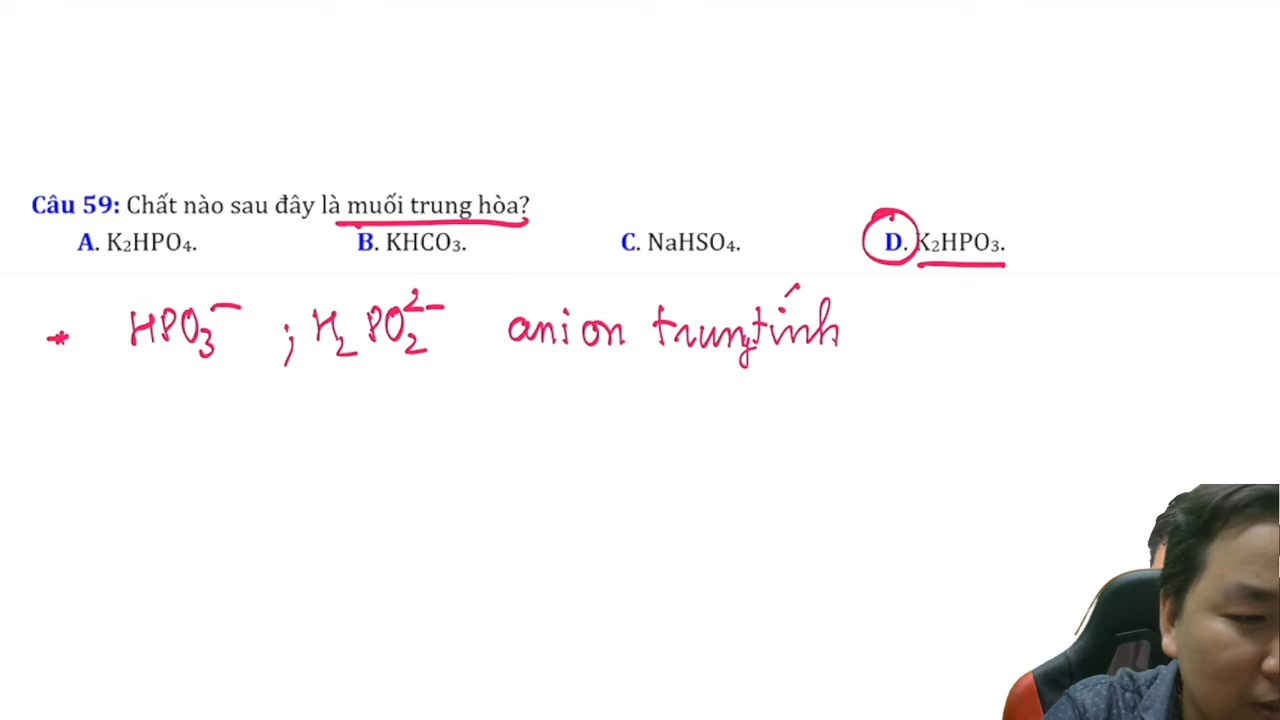 Câu 59: Chất nào sau đây là muối trung hòa?
A. K₂HPO₄. B. KHCO₃. C. NaHSO₄. D. K₂HPO₃.
* HPO₃⁻ ; H₂PO₂²⁻ anion trung tính